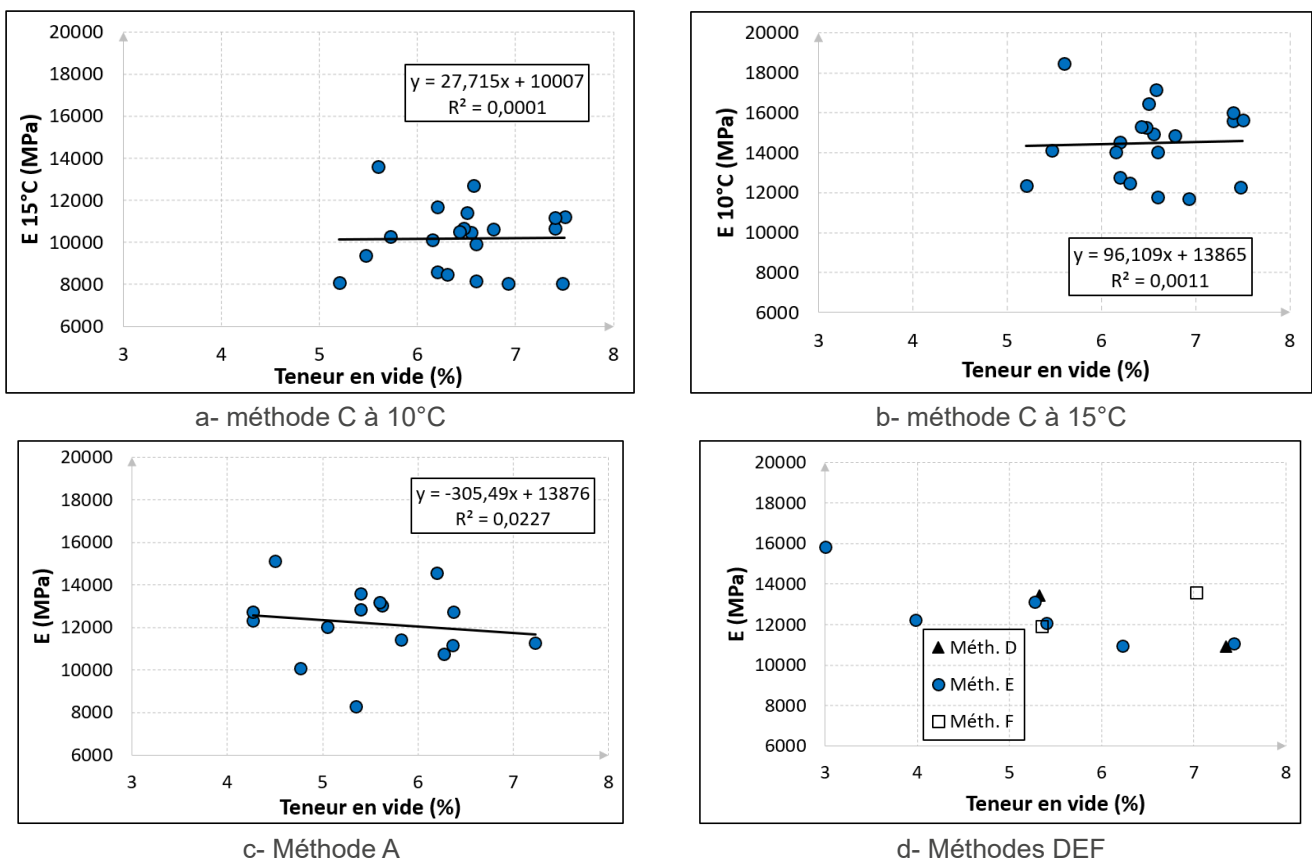 20000
18000
16000
14000
12000
10000
8000
6000
E 15°C (MPa)
y = 27,715x + 10007
R² = 0,0001
3 4 5 6 7 8
Teneur en vide (%)
a- méthode C à 10°C
20000
18000
16000
14000
12000
10000
8000
6000
E 10°C (MPa)
y = 96,109x + 13865
R² = 0,0011
3 4 5 6 7 8
Teneur en vide (%)
b- méthode C à 15°C
20000
18000
16000
14000
12000
10000
8000
6000
E (MPa)
y = -305,49x + 13876
R² = 0,0227
3 4 5 6 7 8
Teneur en vide (%)
c- Méthode A
20000
18000
16000
14000
12000
10000
8000
6000
E (MPa)
Méth. D
Méth. E
Méth. F
3 4 5 6 7 8
Teneur en vide (%)
d- Méthodes DEF